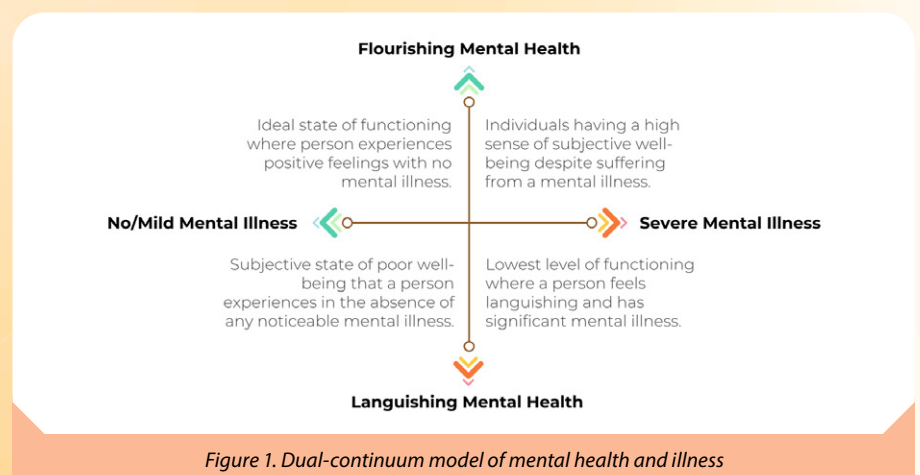 Flourishing Mental Health
Ideal state of functioning
where person experiences
positive feelings with no
mental illness.
Individuals having a high
sense of subjective well-
being despite suffering
from a mental illness.
No/Mild Mental Illness
Severe Mental Illness
Subjective state of poor well-
being that a person
experiences in the absence of
any noticeable mental illness.
Lowest level of functioning
where a person feels
languishing and has
significant mental illness.
Languishing Mental Health
Figure 1. Dual-continuum model of mental health and illness